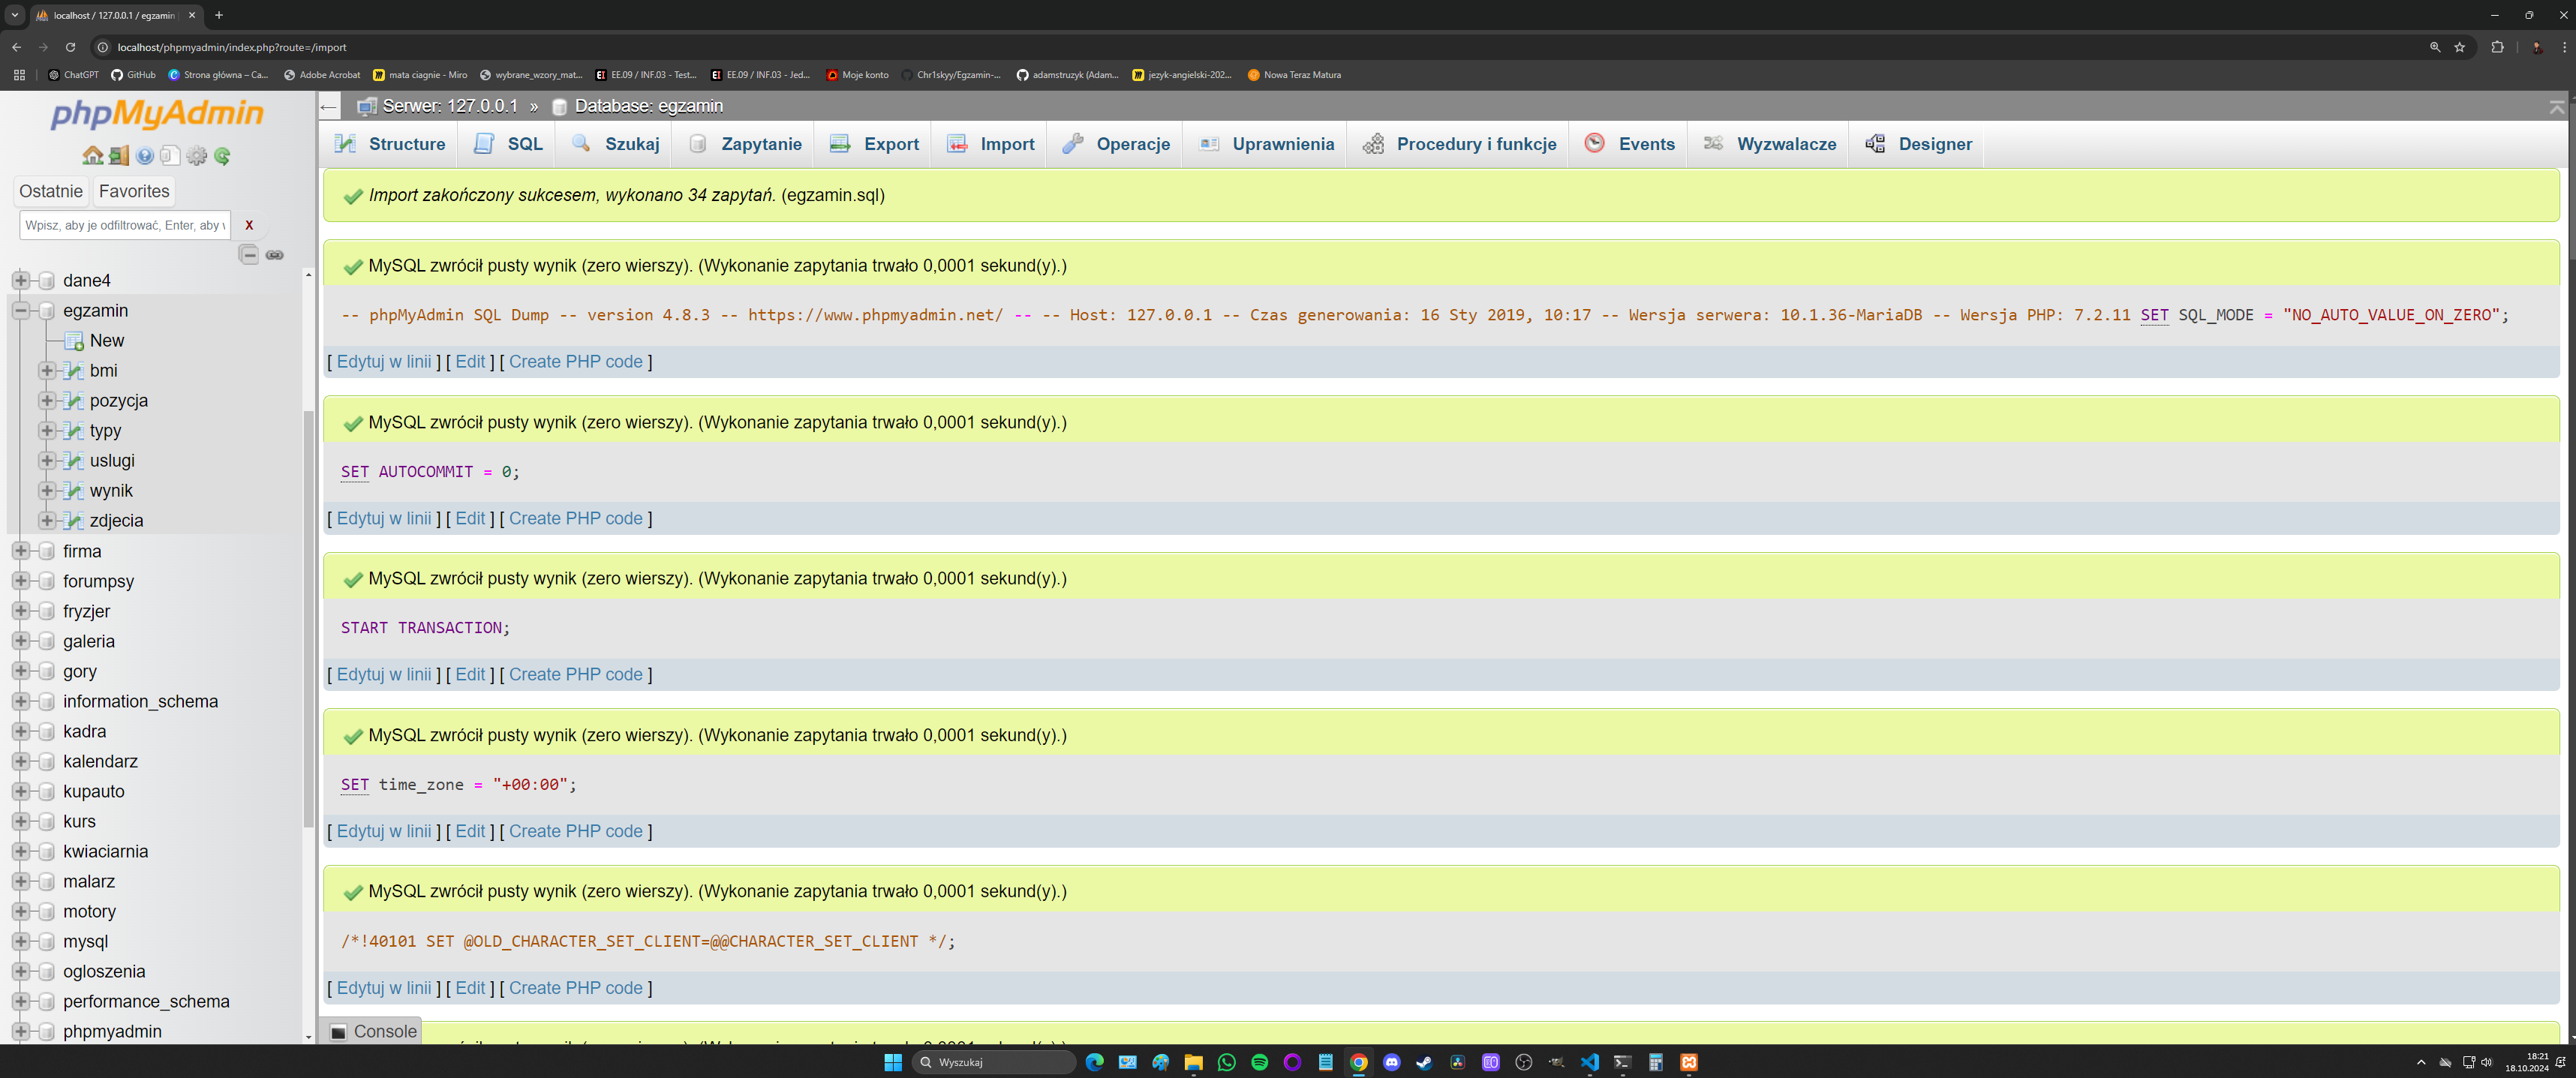 localhost / 127.0.0.1 / egzamin
localhost/phpmyadmin/index.php?route=/import
ChatGPT
GitHub
Strona główna – Ca...
Adobe Acrobat
mata ciagnie - Miro
wybrane_wzory_mat...
EE.09 / INF.03 - Test...
EE.09 / INF.03 - Jed...
Moje konto
Chr1skyy/Egzamin-...
adamstruzyk (Adam...
jezyk-angielski-202...
Nowa Teraz Matura
phpMyAdmin
Ostatnie Favorites
Wpisz, aby je odfiltrować, Enter, aby w X
dane4
egzamin
New
bmi
pozycja
typy
uslugi
wynik
zdjecia
firma
forumpsy
fryzjer
galeria
gory
information_schema
kadra
kalendarz
kupauto
kurs
kwiaciarnia
malarz
motory
mysql
ogloszenia
performance_schema
phpmyadmin
Serwer: 127.0.0.1 » Database: egzamin
Structure SQL Szukaj Zapytanie Export Import Operacje Uprawnienia Procedury i funkcje Events Wyzwalacze Designer
Import zakończony sukcesem, wykonano 34 zapytań. (egzamin.sql)
MySQL zwrócił pusty wynik (zero wierszy). (Wykonanie zapytania trwało 0,0001 sekund(y).)
-- phpMyAdmin SQL Dump -- version 4.8.3 -- https://www.phpmyadmin.net/ -- -- Host: 127.0.0.1 -- Czas generowania: 16 Sty 2019, 10:17 -- Wersja serwera: 10.1.36-MariaDB -- Wersja PHP: 7.2.11 SET SQL_MODE = "NO_AUTO_VALUE_ON_ZERO";
[ Edytuj w linii ] [ Edit ] [ Create PHP code ]
MySQL zwrócił pusty wynik (zero wierszy). (Wykonanie zapytania trwało 0,0001 sekund(y).)
SET AUTOCOMMIT = 0;
[ Edytuj w linii ] [ Edit ] [ Create PHP code ]
MySQL zwrócił pusty wynik (zero wierszy). (Wykonanie zapytania trwało 0,0001 sekund(y).)
START TRANSACTION;
[ Edytuj w linii ] [ Edit ] [ Create PHP code ]
MySQL zwrócił pusty wynik (zero wierszy). (Wykonanie zapytania trwało 0,0001 sekund(y).)
SET time_zone = "+00:00";
[ Edytuj w linii ] [ Edit ] [ Create PHP code ]
MySQL zwrócił pusty wynik (zero wierszy). (Wykonanie zapytania trwało 0,0001 sekund(y).)
/*!40101 SET @OLD_CHARACTER_SET_CLIENT=@@CHARACTER_SET_CLIENT */;
[ Edytuj w linii ] [ Edit ] [ Create PHP code ]
Console
Wyszukaj
18:21
18.10.2024